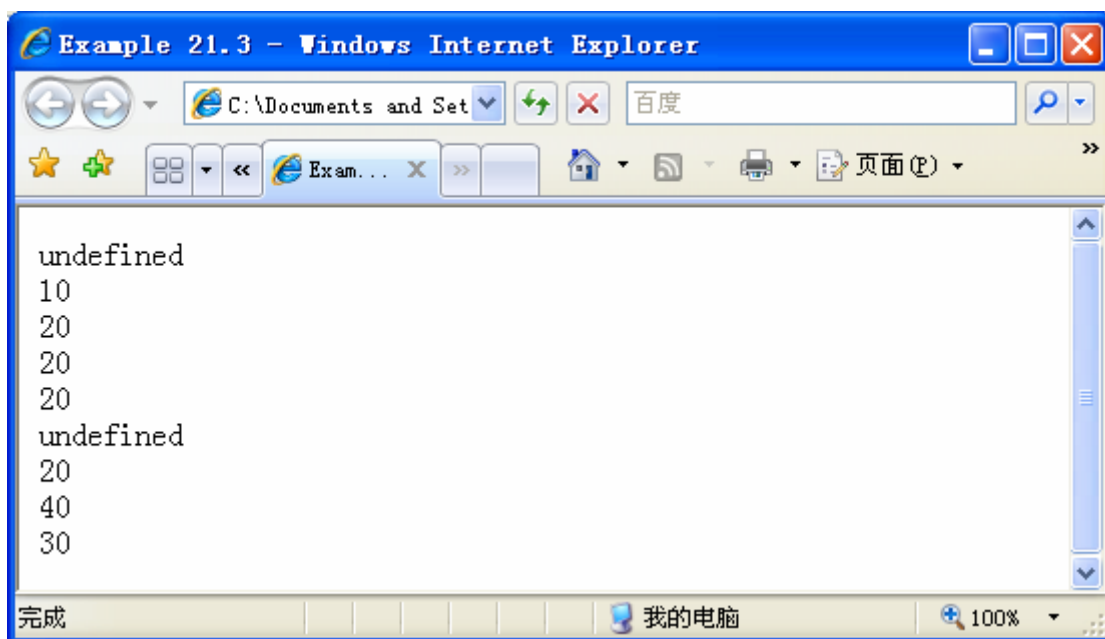 Example 21.3 - Windows Internet Explorer
C:\Documents and Set
百度
Exam...
页面(P)
undefined
10
20
20
20
undefined
20
40
30
完成
我的电脑
100%